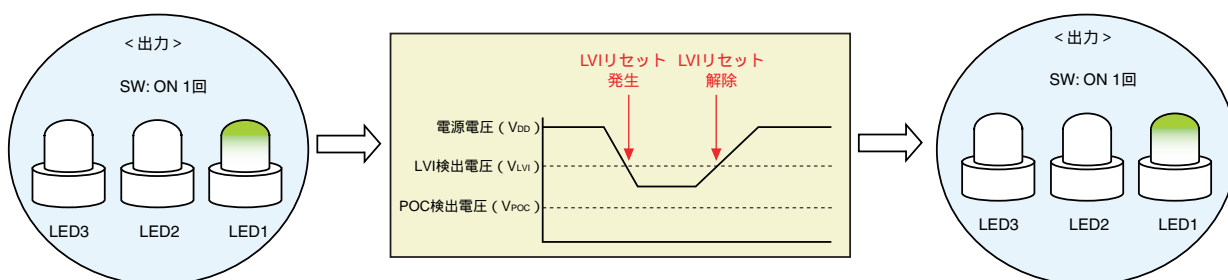 < 出力 >
SW: ON 1回
LED3 LED2 LED1
LVIリセット発生
LVIリセット解除
電源電圧（VDD）
LVI検出電圧（VLVI）
POC検出電圧（VPOC）
< 出力 >
SW: ON 1回
LED3 LED2 LED1